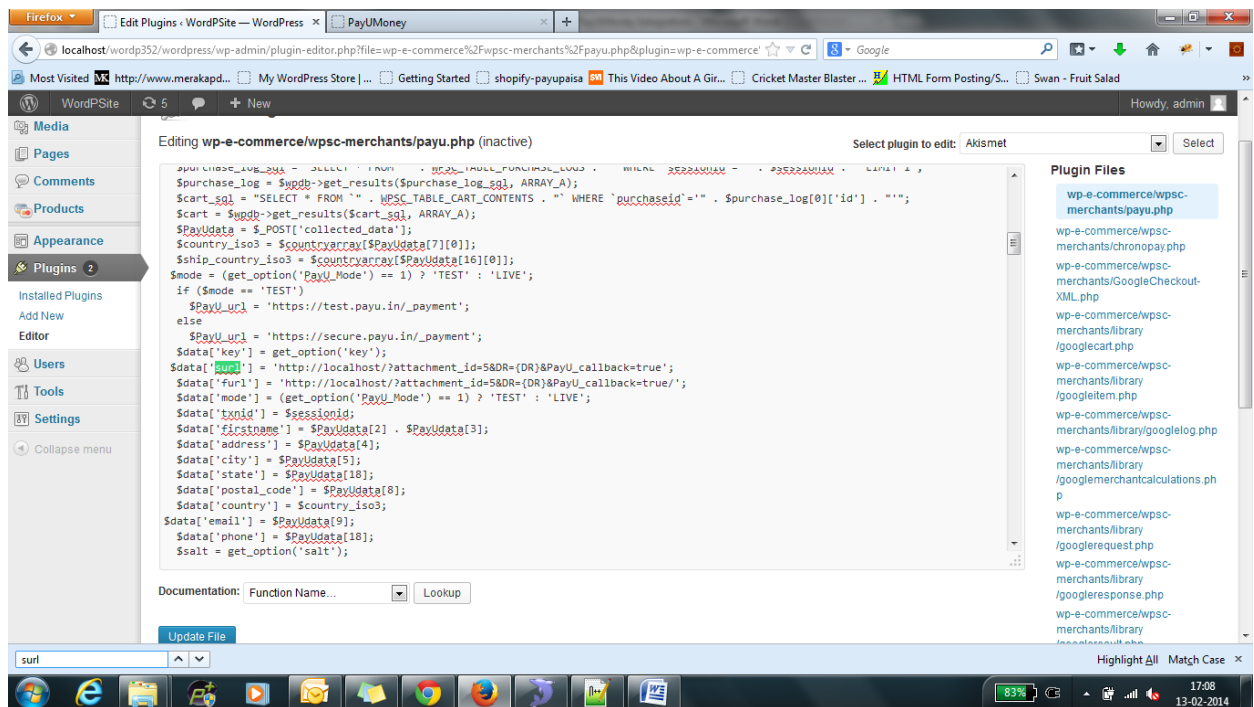 Firefox
Edit Plugins ‹ WordPSite — WordPress ×
PayUMoney ×
+
localhost/wordp352/wordpress/wp-admin/plugin-editor.php?file=wp-e-commerce%2Fwpsc-merchants%2Fpayu.php&plugin=wp-e-commerce'
Google
Most Visited
http://www.merakapd...
My WordPress Store | ...
Getting Started
shopify-payupaisa
This Video About A Gir...
Cricket Master Blaster ...
HTML Form Posting/S...
Swan - Fruit Salad
»
WordPSite
5
+ New
Howdy, admin
Media
Pages
Comments
Products
Appearance
Plugins 2
Installed Plugins
Add New
Editor
Users
Tools
Settings
Collapse menu
Editing wp-e-commerce/wpsc-merchants/payu.php (inactive)
Select plugin to edit: Akismet
Select
$purchase_log_sql = "SELECT * FROM `" . WPSC_TABLE_PURCHASE_LOGS . "` WHERE `sessionid`= " . $sessionid . " LIMIT 1";
$purchase_log = $wpdb->get_results($purchase_log_sql, ARRAY_A);
$cart_sql = "SELECT * FROM `" . WPSC_TABLE_CART_CONTENTS . "` WHERE `purchaseid`='" . $purchase_log[0]['id'] . "'";
$cart = $wpdb->get_results($cart_sql, ARRAY_A);
$PayUdata = $_POST['collected_data'];
$country_iso3 = $countryarray[$PayUdata[7][0]];
$ship_country_iso3 = $countryarray[$PayUdata[16][0]];
$mode = (get_option('PayU_Mode') == 1) ? 'TEST' : 'LIVE';
if ($mode == 'TEST')
$PayU_url = 'https://test.payu.in/_payment';
else
$PayU_url = 'https://secure.payu.in/_payment';
$data['key'] = get_option('key');
$data['surl'] = 'http://localhost/?attachment_id=5&DR={DR}&PayU_callback=true';
$data['furl'] = 'http://localhost/?attachment_id=5&DR={DR}&PayU_callback=true/';
$data['mode'] = (get_option('PayU_Mode') == 1) ? 'TEST' : 'LIVE';
$data['txnid'] = $sessionid;
$data['firstname'] = $PayUdata[2] . $PayUdata[3];
$data['address'] = $PayUdata[4];
$data['city'] = $PayUdata[5];
$data['state'] = $PayUdata[18];
$data['postal_code'] = $PayUdata[8];
$data['country'] = $country_iso3;
$data['email'] = $PayUdata[9];
$data['phone'] = $PayUdata[18];
$salt = get_option('salt');
Documentation: Function Name...
Lookup
Update File
Plugin Files
wp-e-commerce/wpsc-
merchants/payu.php
wp-e-commerce/wpsc-
merchants/chronopay.php
wp-e-commerce/wpsc-
merchants/GoogleCheckout-
XML.php
wp-e-commerce/wpsc-
merchants/library
/googlecart.php
wp-e-commerce/wpsc-
merchants/library
/googleitem.php
wp-e-commerce/wpsc-
merchants/library/googlelog.php
wp-e-commerce/wpsc-
merchants/library
/googlemerchantcalculations.ph
p
wp-e-commerce/wpsc-
merchants/library
/googlerequest.php
wp-e-commerce/wpsc-
merchants/library
/googleresponse.php
wp-e-commerce/wpsc-
merchants/library
/googleresult.php
surl
Highlight All
Match Case ×
83%
17:08
13-02-2014